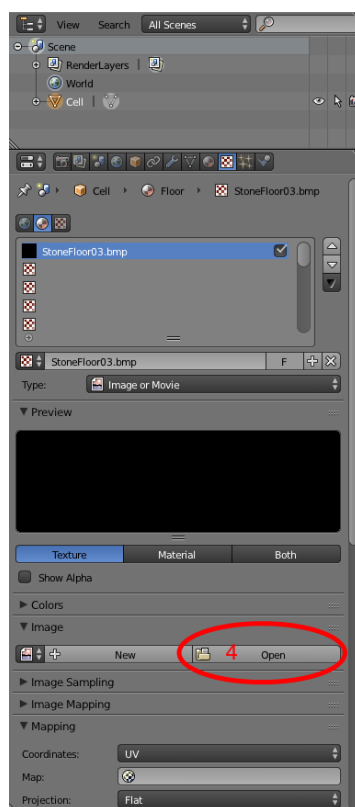 View Search All Scenes
Scene
RenderLayers |
World
Cell |
Cell Floor StoneFloor03.bmp
StoneFloor03.bmp
StoneFloor03.bmp F
Type: Image or Movie
Preview
Texture Material Both
Show Alpha
Colors
Image
New 4 Open
Image Sampling
Image Mapping
Mapping
Coordinates: UV
Map:
Projection: Flat